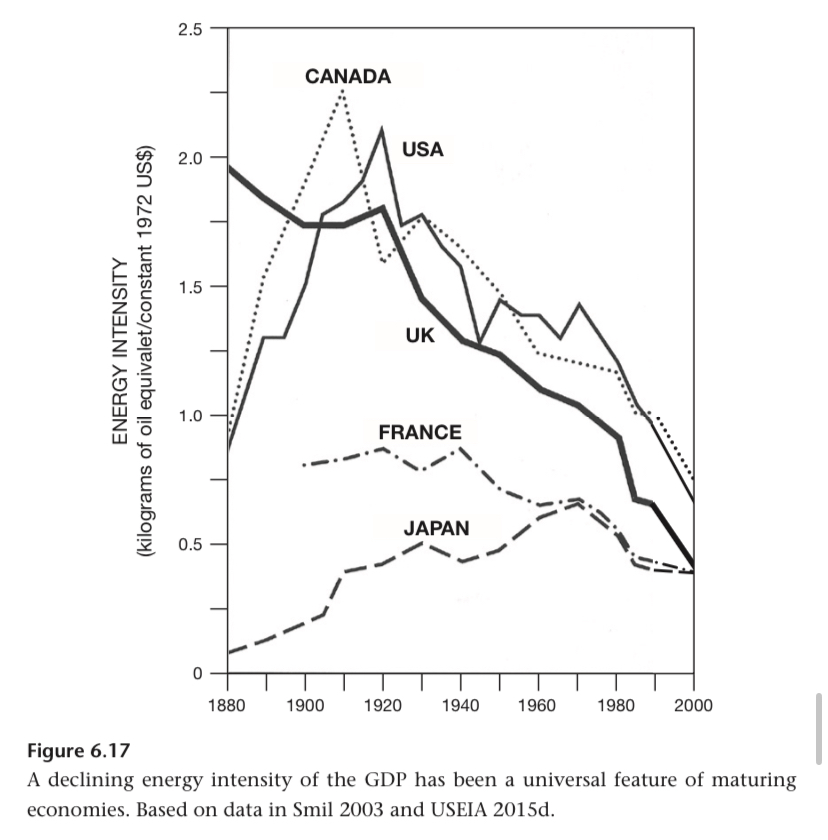 2.5
CANADA
2.0
USA
ENERGY INTENSITY
(kilograms of oil equivalet/constant 1972 US$)
1.5
UK
1.0
FRANCE
JAPAN
0.5
0
1880 1900 1920 1940 1960 1980 2000
Figure 6.17
A declining energy intensity of the GDP has been a universal feature of maturing
economies. Based on data in Smil 2003 and USEIA 2015d.